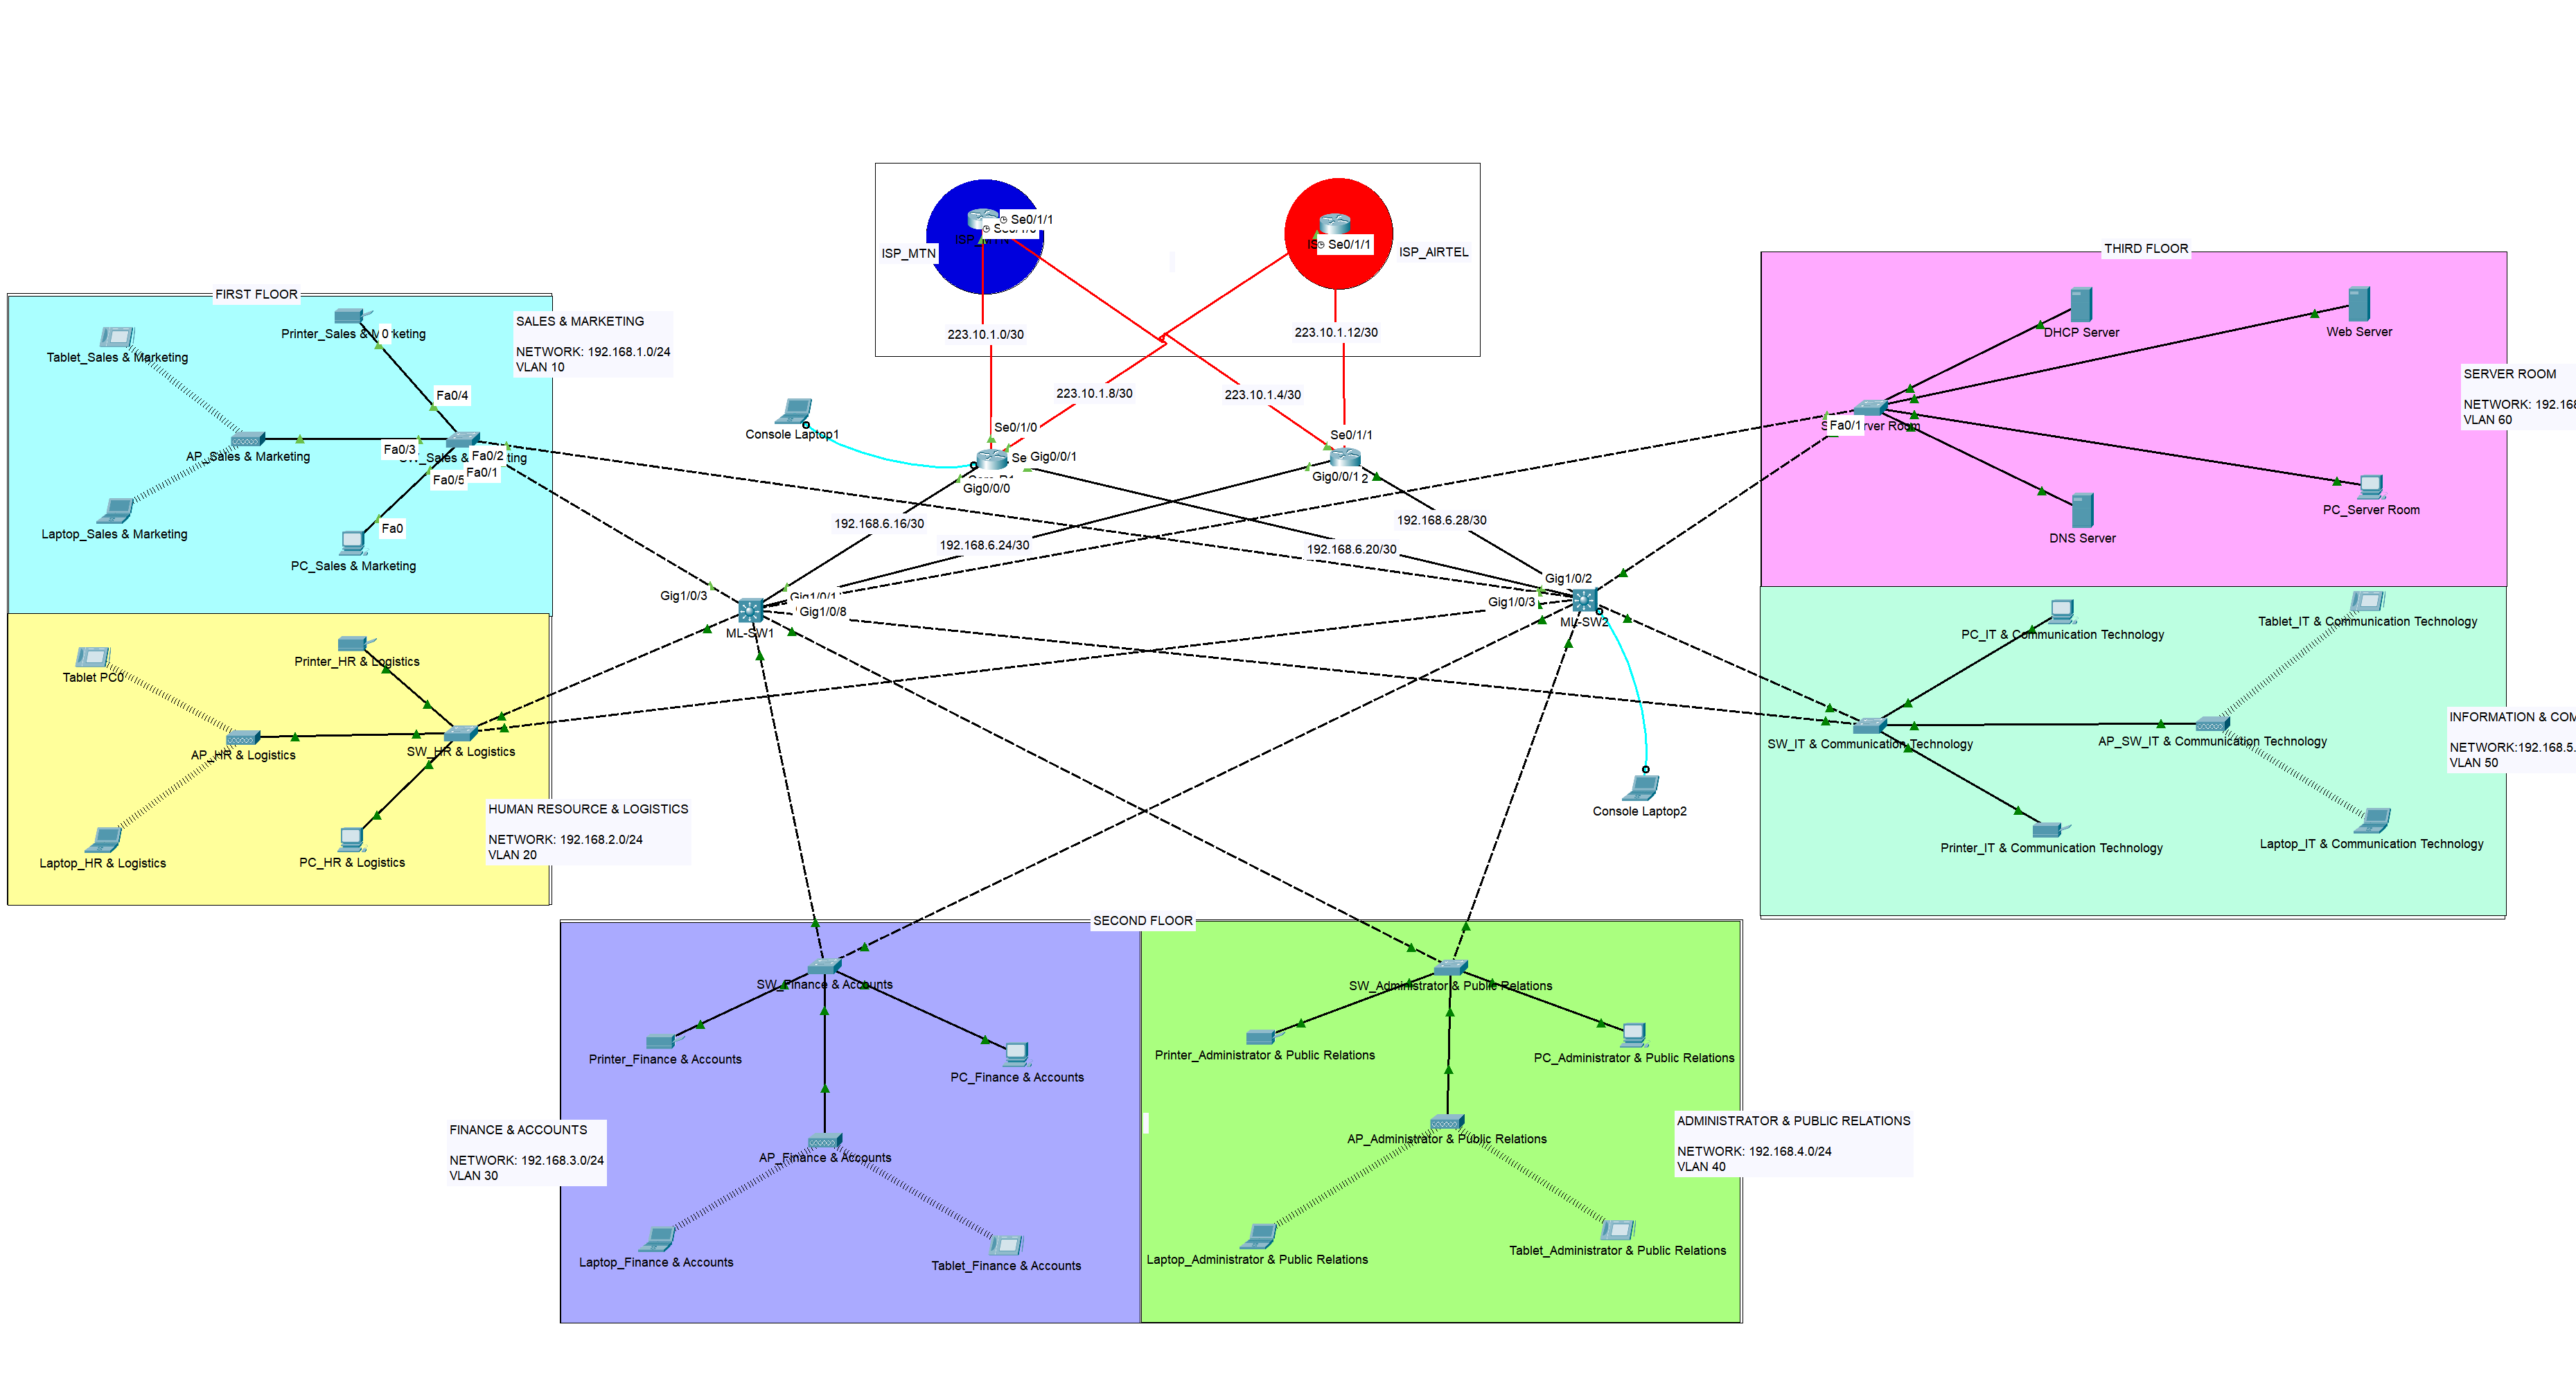 Se0/1/1
ISP_MTN
Se0/1/1
ISP_AIRTEL
223.10.1.0/30
223.10.1.12/30
223.10.1.8/30
223.10.1.4/30
FIRST FLOOR
Printer_Sales & M
0
keting
Tablet_Sales & Marketing
SALES & MARKETING
NETWORK: 192.168.1.0/24
VLAN 10
Fa0/4
Fa0/3
Fa0/2
Fa0/1
Fa0/5
AP_Sales & Marketing
Fa0
Laptop_Sales & Marketing
PC_Sales & Marketing
Console Laptop1
Se0/1/0
Se
Gig0/0/1
Gig0/0/0
Se0/1/1
Gig0/0/1
2
192.168.6.16/30
192.168.6.24/30
192.168.6.28/30
192.168.6.20/30
Gig1/0/3
Gig1/0/1
Gig1/0/8
ML-SW1
Gig1/0/2
Gig1/0/3
ML-SW2
THIRD FLOOR
DHCP Server
Web Server
SERVER ROOM
NETWORK: 192.168
VLAN 60
Fa0/1
rver Room
PC_Server Room
DNS Server
Printer_HR & Logistics
Tablet PC0
AP_HR & Logistics
SW_HR & Logistics
Laptop_HR & Logistics
PC_HR & Logistics
HUMAN RESOURCE & LOGISTICS
NETWORK: 192.168.2.0/24
VLAN 20
Tablet_IT & Communication Technology
PC_IT & Communication Technology
SW_IT & Communication Technology
AP_SW_IT & Communication Technology
INFORMATION & COM
NETWORK:192.168.5.
VLAN 50
Printer_IT & Communication Technology
Laptop_IT & Communication Technology
Console Laptop2
SECOND FLOOR
SW_Finance & Accounts
Printer_Finance & Accounts
PC_Finance & Accounts
AP_Finance & Accounts
Laptop_Finance & Accounts
Tablet_Finance & Accounts
FINANCE & ACCOUNTS
NETWORK: 192.168.3.0/24
VLAN 30
SW_Administrator & Public Relations
Printer_Administrator & Public Relations
PC_Administrator & Public Relations
AP_Administrator & Public Relations
Laptop_Administrator & Public Relations
Tablet_Administrator & Public Relations
ADMINISTRATOR & PUBLIC RELATIONS
NETWORK: 192.168.4.0/24
VLAN 40